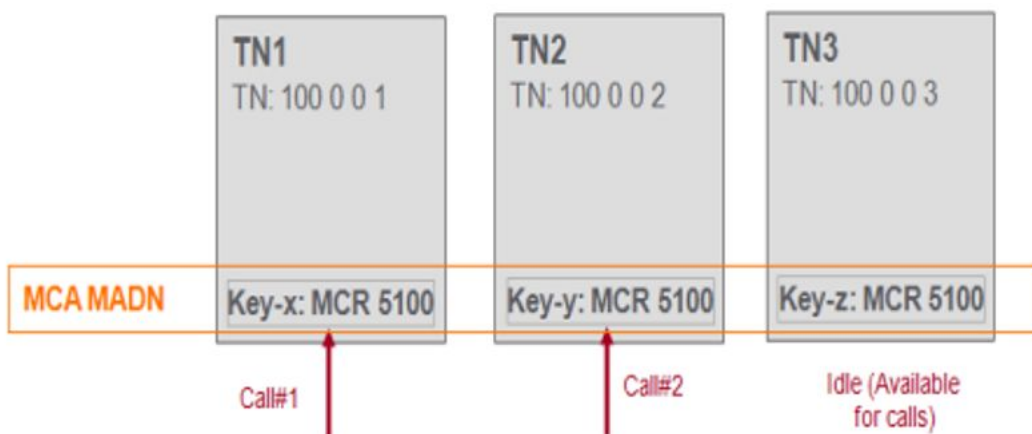 TN1
TN: 100 0 0 1
TN2
TN: 100 0 0 2
TN3
TN: 100 0 0 3
MCA MADN
Key-x: MCR 5100
Key-y: MCR 5100
Key-z: MCR 5100
Call#1
Call#2
Idle (Available
for calls)